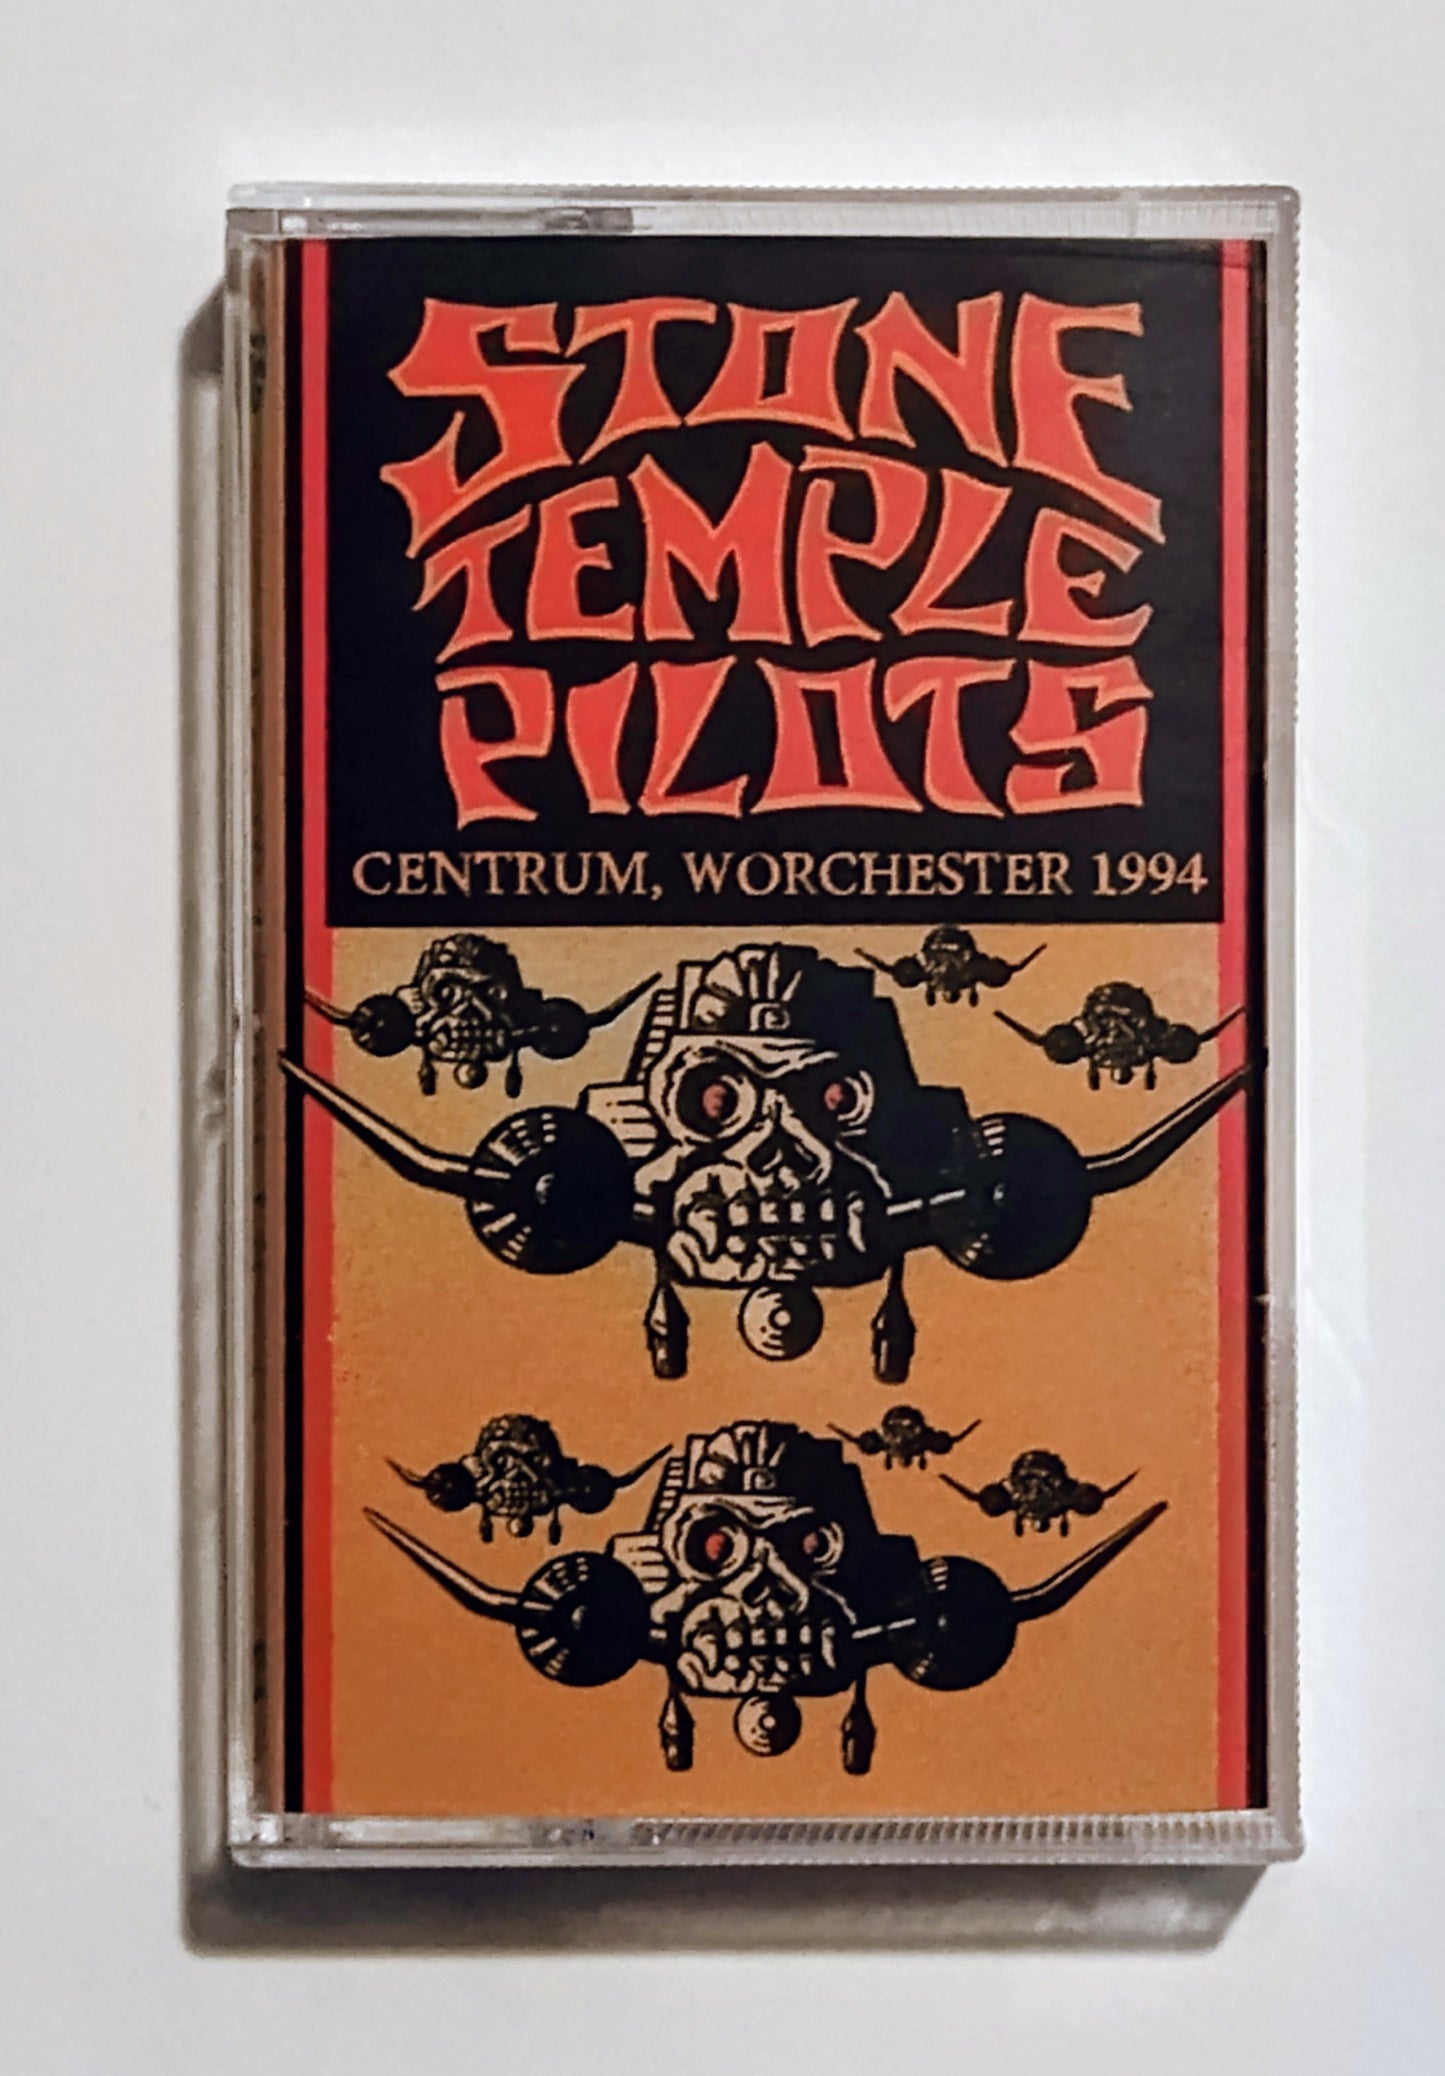 STONE
TEMPLE
PILOTS
CENTRUM, WORCHESTER 1994